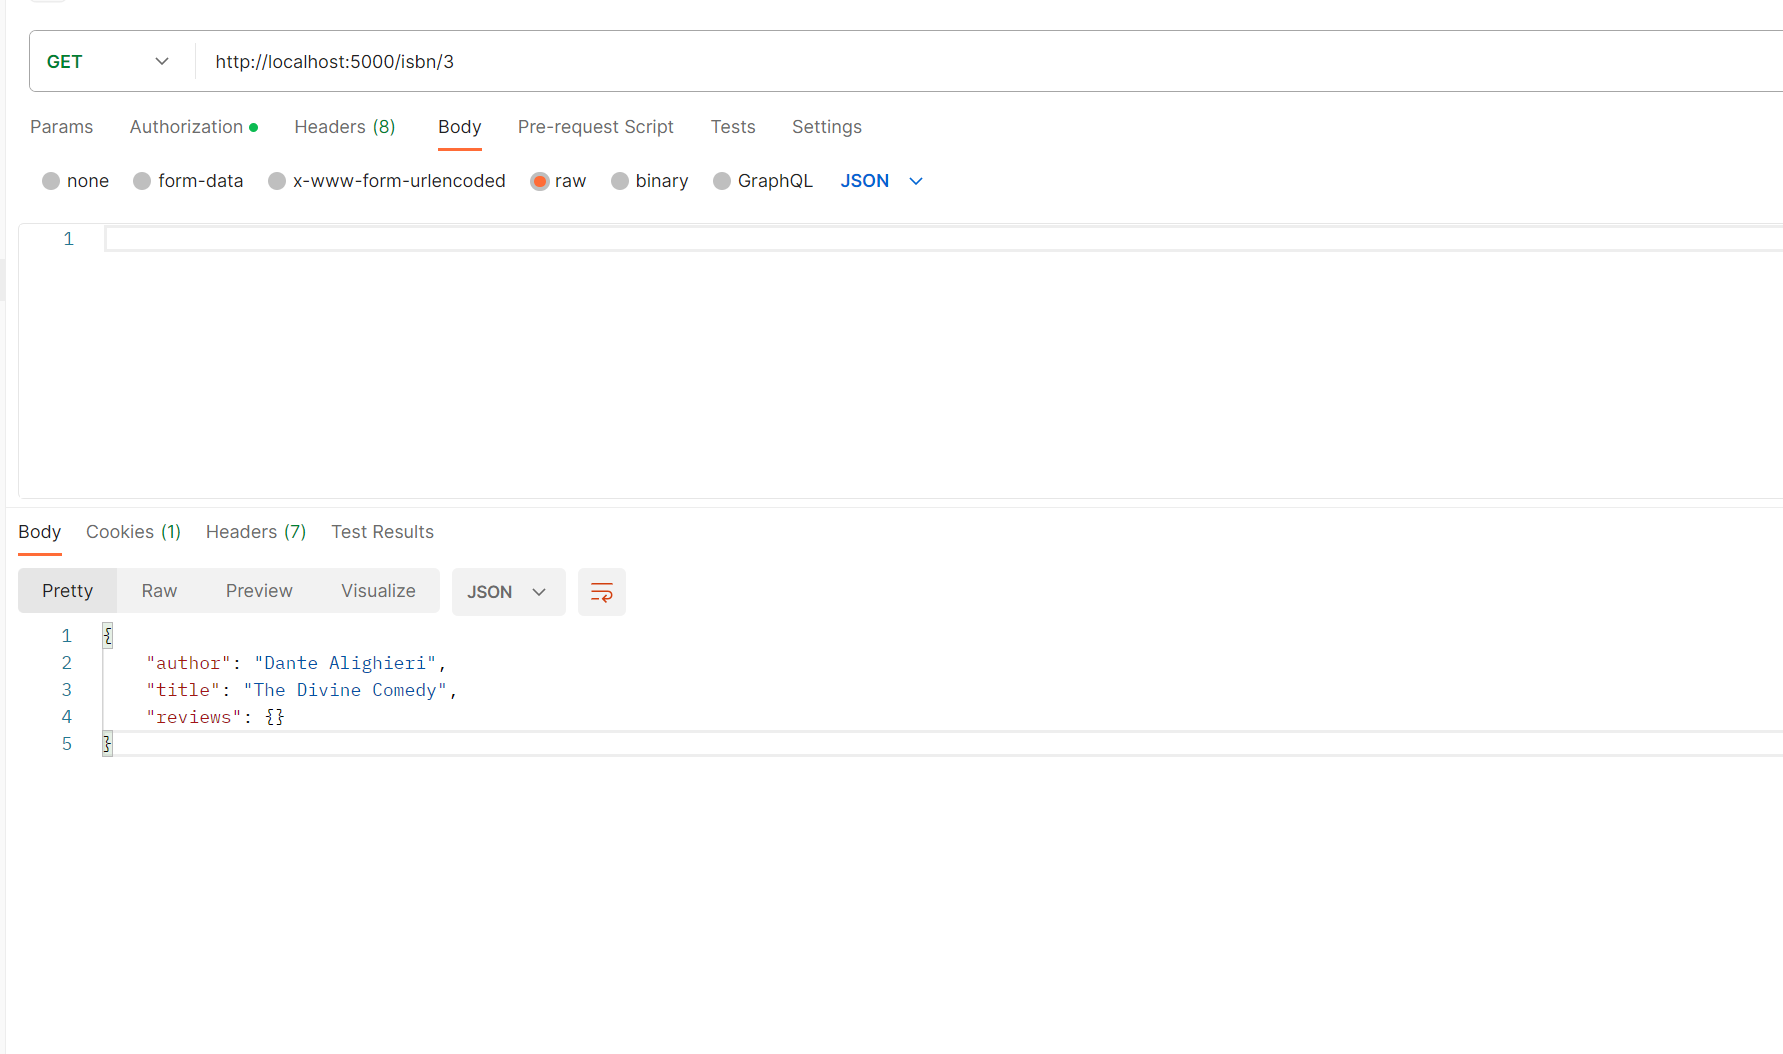 GET http://localhost:5000/isbn/3
Params Authorization Headers (8) Body Pre-request Script Tests Settings
none form-data x-www-form-urlencoded raw binary GraphQL JSON
1
Body Cookies (1) Headers (7) Test Results
Pretty Raw Preview Visualize JSON
1 {
2 "author": "Dante Alighieri",
3 "title": "The Divine Comedy",
4 "reviews": {}
5 }